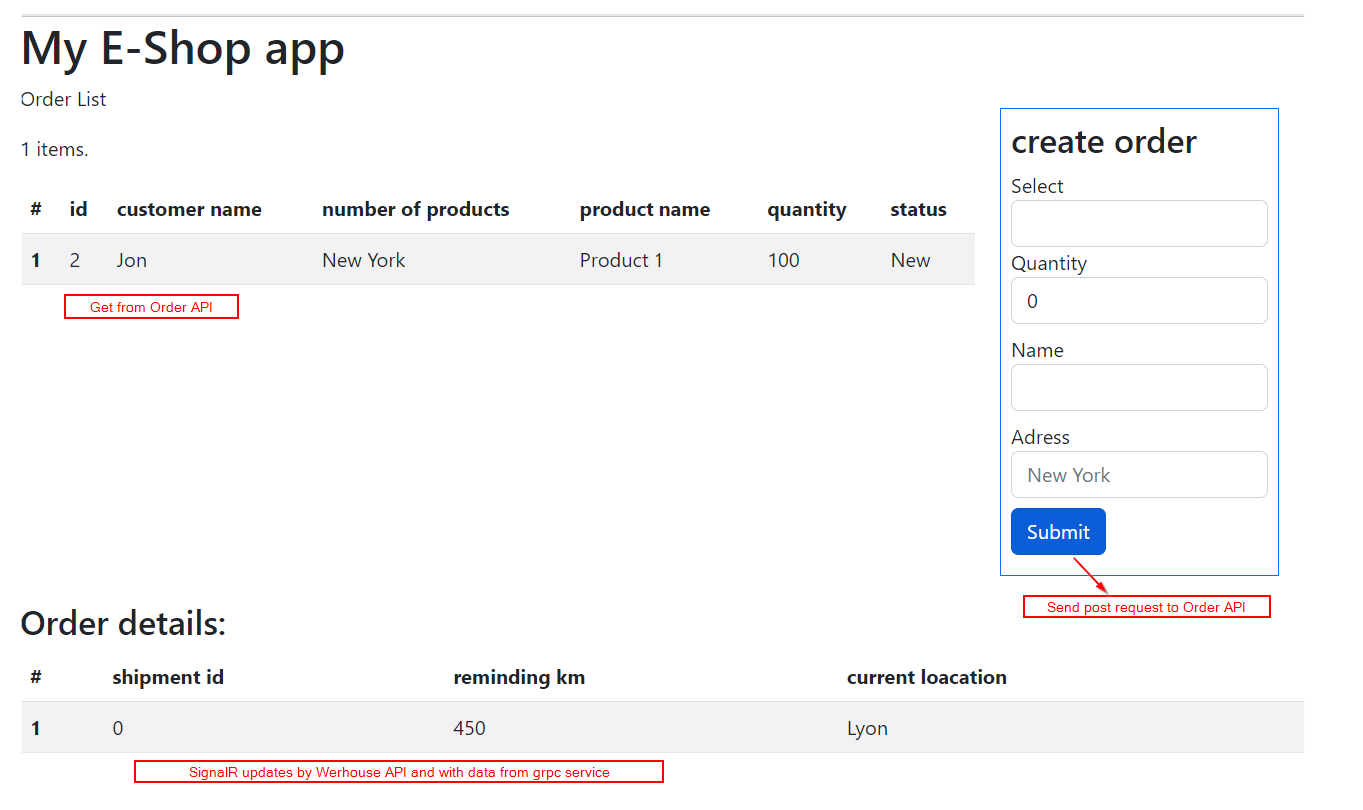 My E-Shop app
Order List
1 items.
# id customer name number of products product name quantity status
1 2 Jon New York Product 1 100 New
Get from Order API
create order
Select
Quantity
0
Name
Adress
New York
Submit
Send post request to Order API
Order details:
# shipment id reminding km current loacation
1 0 450 Lyon
SignalR updates by Werhouse API and with data from grpc service